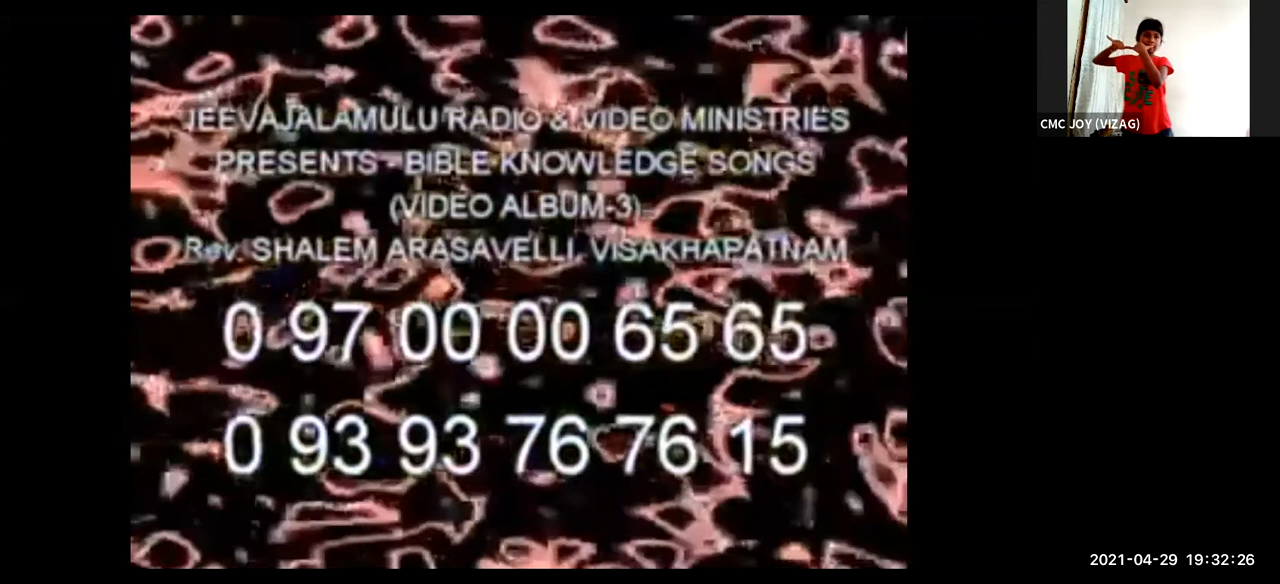 JEEVAJALAMULU RADIO & VIDEO MINISTRIES
PRESENTS - BIBLE KNOWLEDGE SONGS
(VIDEO ALBUM-3)
Rev. SHALEM ARASAVELLI, VISAKHAPATNAM
0 97 00 00 65 65
0 93 93 76 76 15
CMC JOY (VIZAG)
2021-04-29 19:32:26